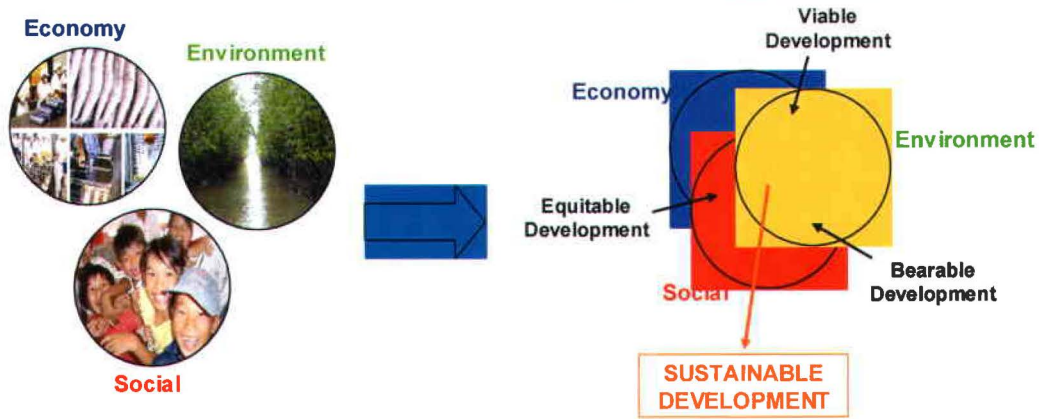 Economy
Environment
Social
Viable
Development
Economy
Environment
Equitable
Development
Bearable
Development
Social
SUSTAINABLE
DEVELOPMENT